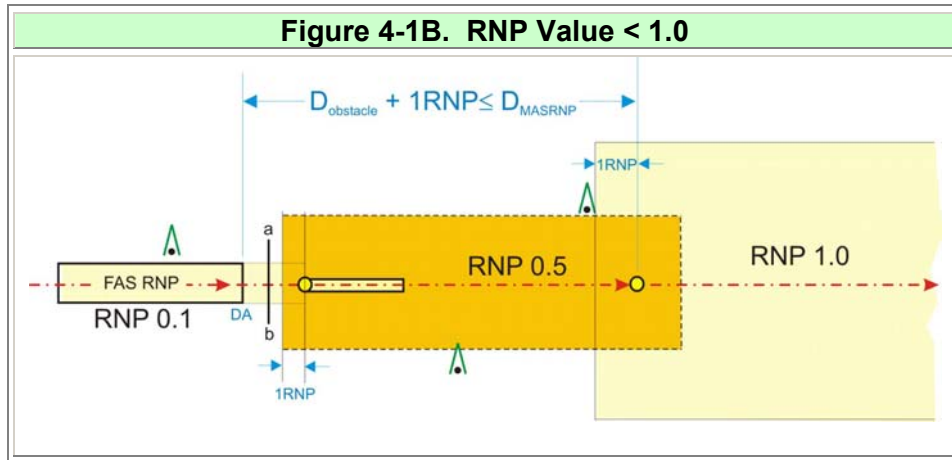 Figure 4-1B. RNP Value < 1.0
Dobstacle + 1RNP≤ DMASRNP
1RNP
a
FAS RNP
RNP 0.5
RNP 1.0
RNP 0.1
DA
b
1RNP